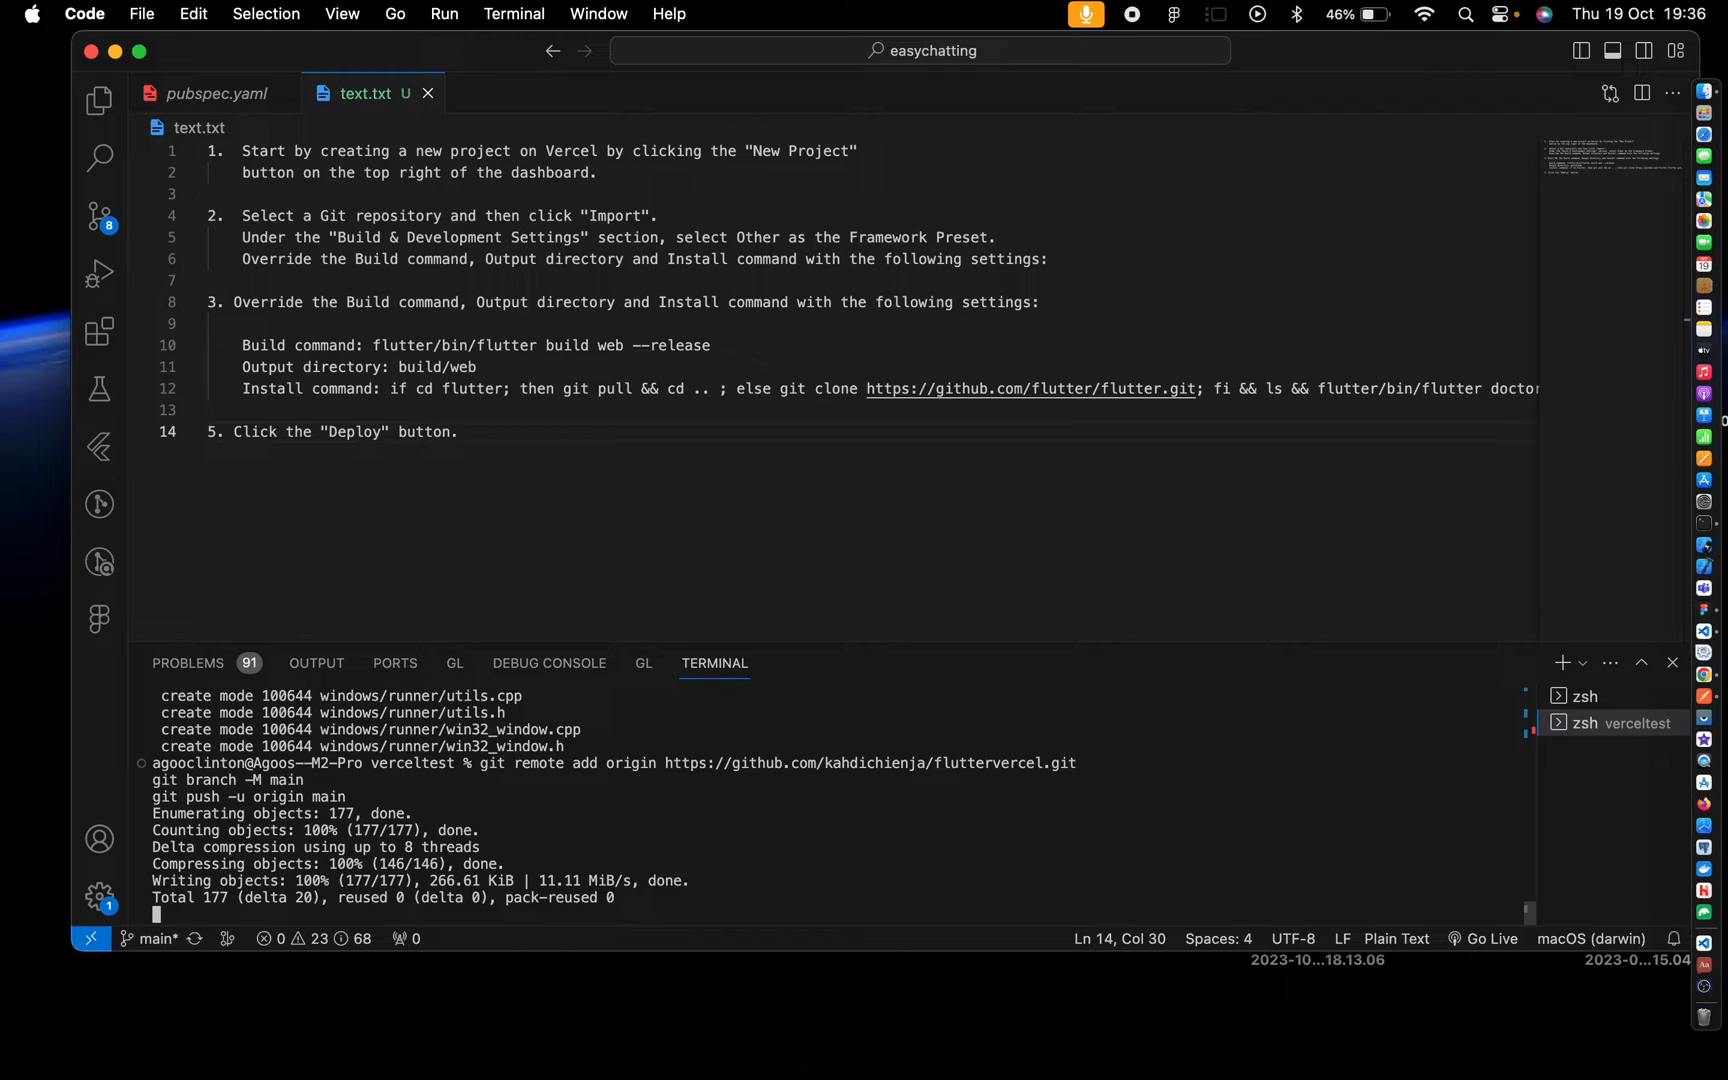 Code File Edit Selection View Go Run Terminal Window Help 46% Thu 19 Oct 19:36
easychatting
pubspec.yaml text.txt U
text.txt
1 1. Start by creating a new project on Vercel by clicking the "New Project"
2 button on the top right of the dashboard.
3
4 2. Select a Git repository and then click "Import".
5 Under the "Build & Development Settings" section, select Other as the Framework Preset.
6 Override the Build command, Output directory and Install command with the following settings:
7
8 3. Override the Build command, Output directory and Install command with the following settings:
9
10 Build command: flutter/bin/flutter build web --release
11 Output directory: build/web
12 Install command: if cd flutter; then git pull && cd .. ; else git clone https://github.com/flutter/flutter.git; fi && ls && flutter/bin/flutter doctor
13
14 5. Click the "Deploy" button.
8
1
PROBLEMS 91 OUTPUT PORTS GL DEBUG CONSOLE GL TERMINAL
create mode 100644 windows/runner/utils.cpp
create mode 100644 windows/runner/utils.h
create mode 100644 windows/runner/win32_window.cpp
create mode 100644 windows/runner/win32_window.h
agooclinton@Agoos--M2-Pro verceltest % git remote add origin https://github.com/kahdichienja/fluttervercel.git
git branch -M main
git push -u origin main
Enumerating objects: 177, done.
Counting objects: 100% (177/177), done.
Delta compression using up to 8 threads
Compressing objects: 100% (146/146), done.
Writing objects: 100% (177/177), 266.61 KiB | 11.11 MiB/s, done.
Total 177 (delta 20), reused 0 (delta 0), pack-reused 0
zsh
zsh verceltest
main* 0 23 68 0 Ln 14, Col 30 Spaces: 4 UTF-8 LF Plain Text Go Live macOS (darwin)
2023-10...18.13.06 2023-0...15.04